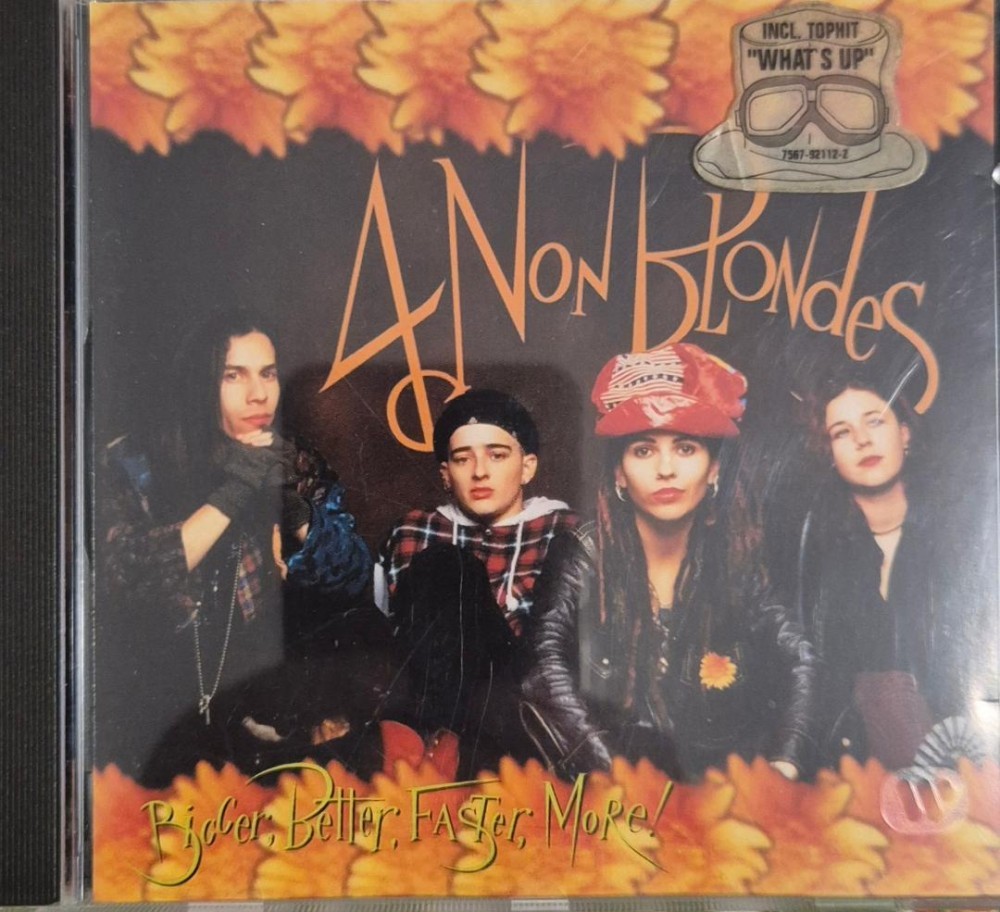 INCL. TOPHIT
"WHAT'S UP"
7567-92112-2
4 Non Blondes
Bigger, Better, Faster, More!